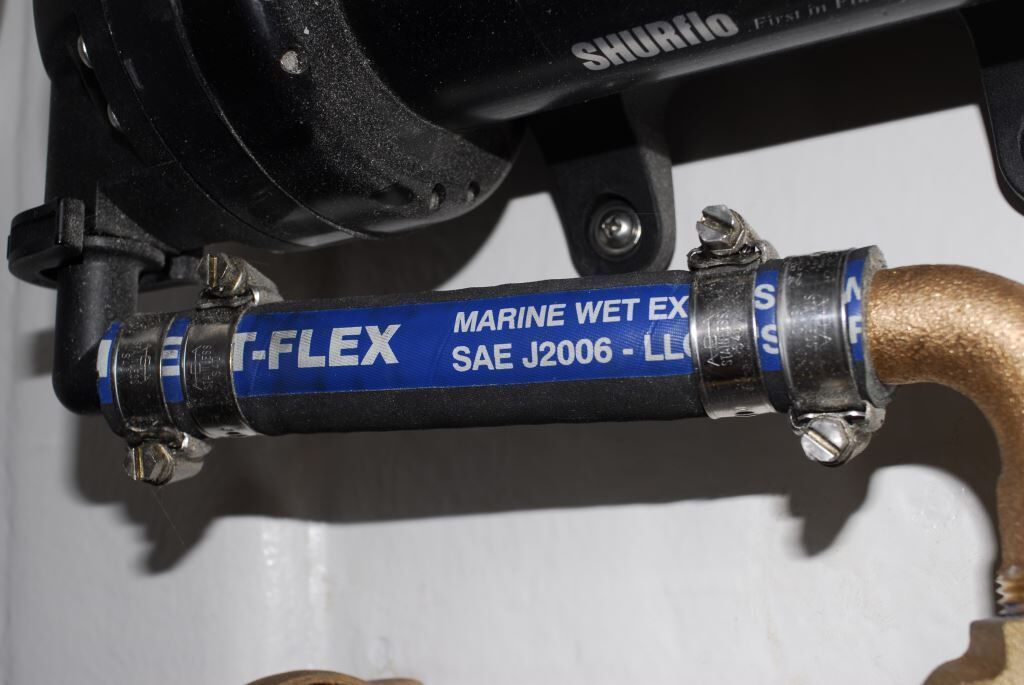 SHURflo First in
T-FLEX
MARINE WET EX
SAE J2006 - LL